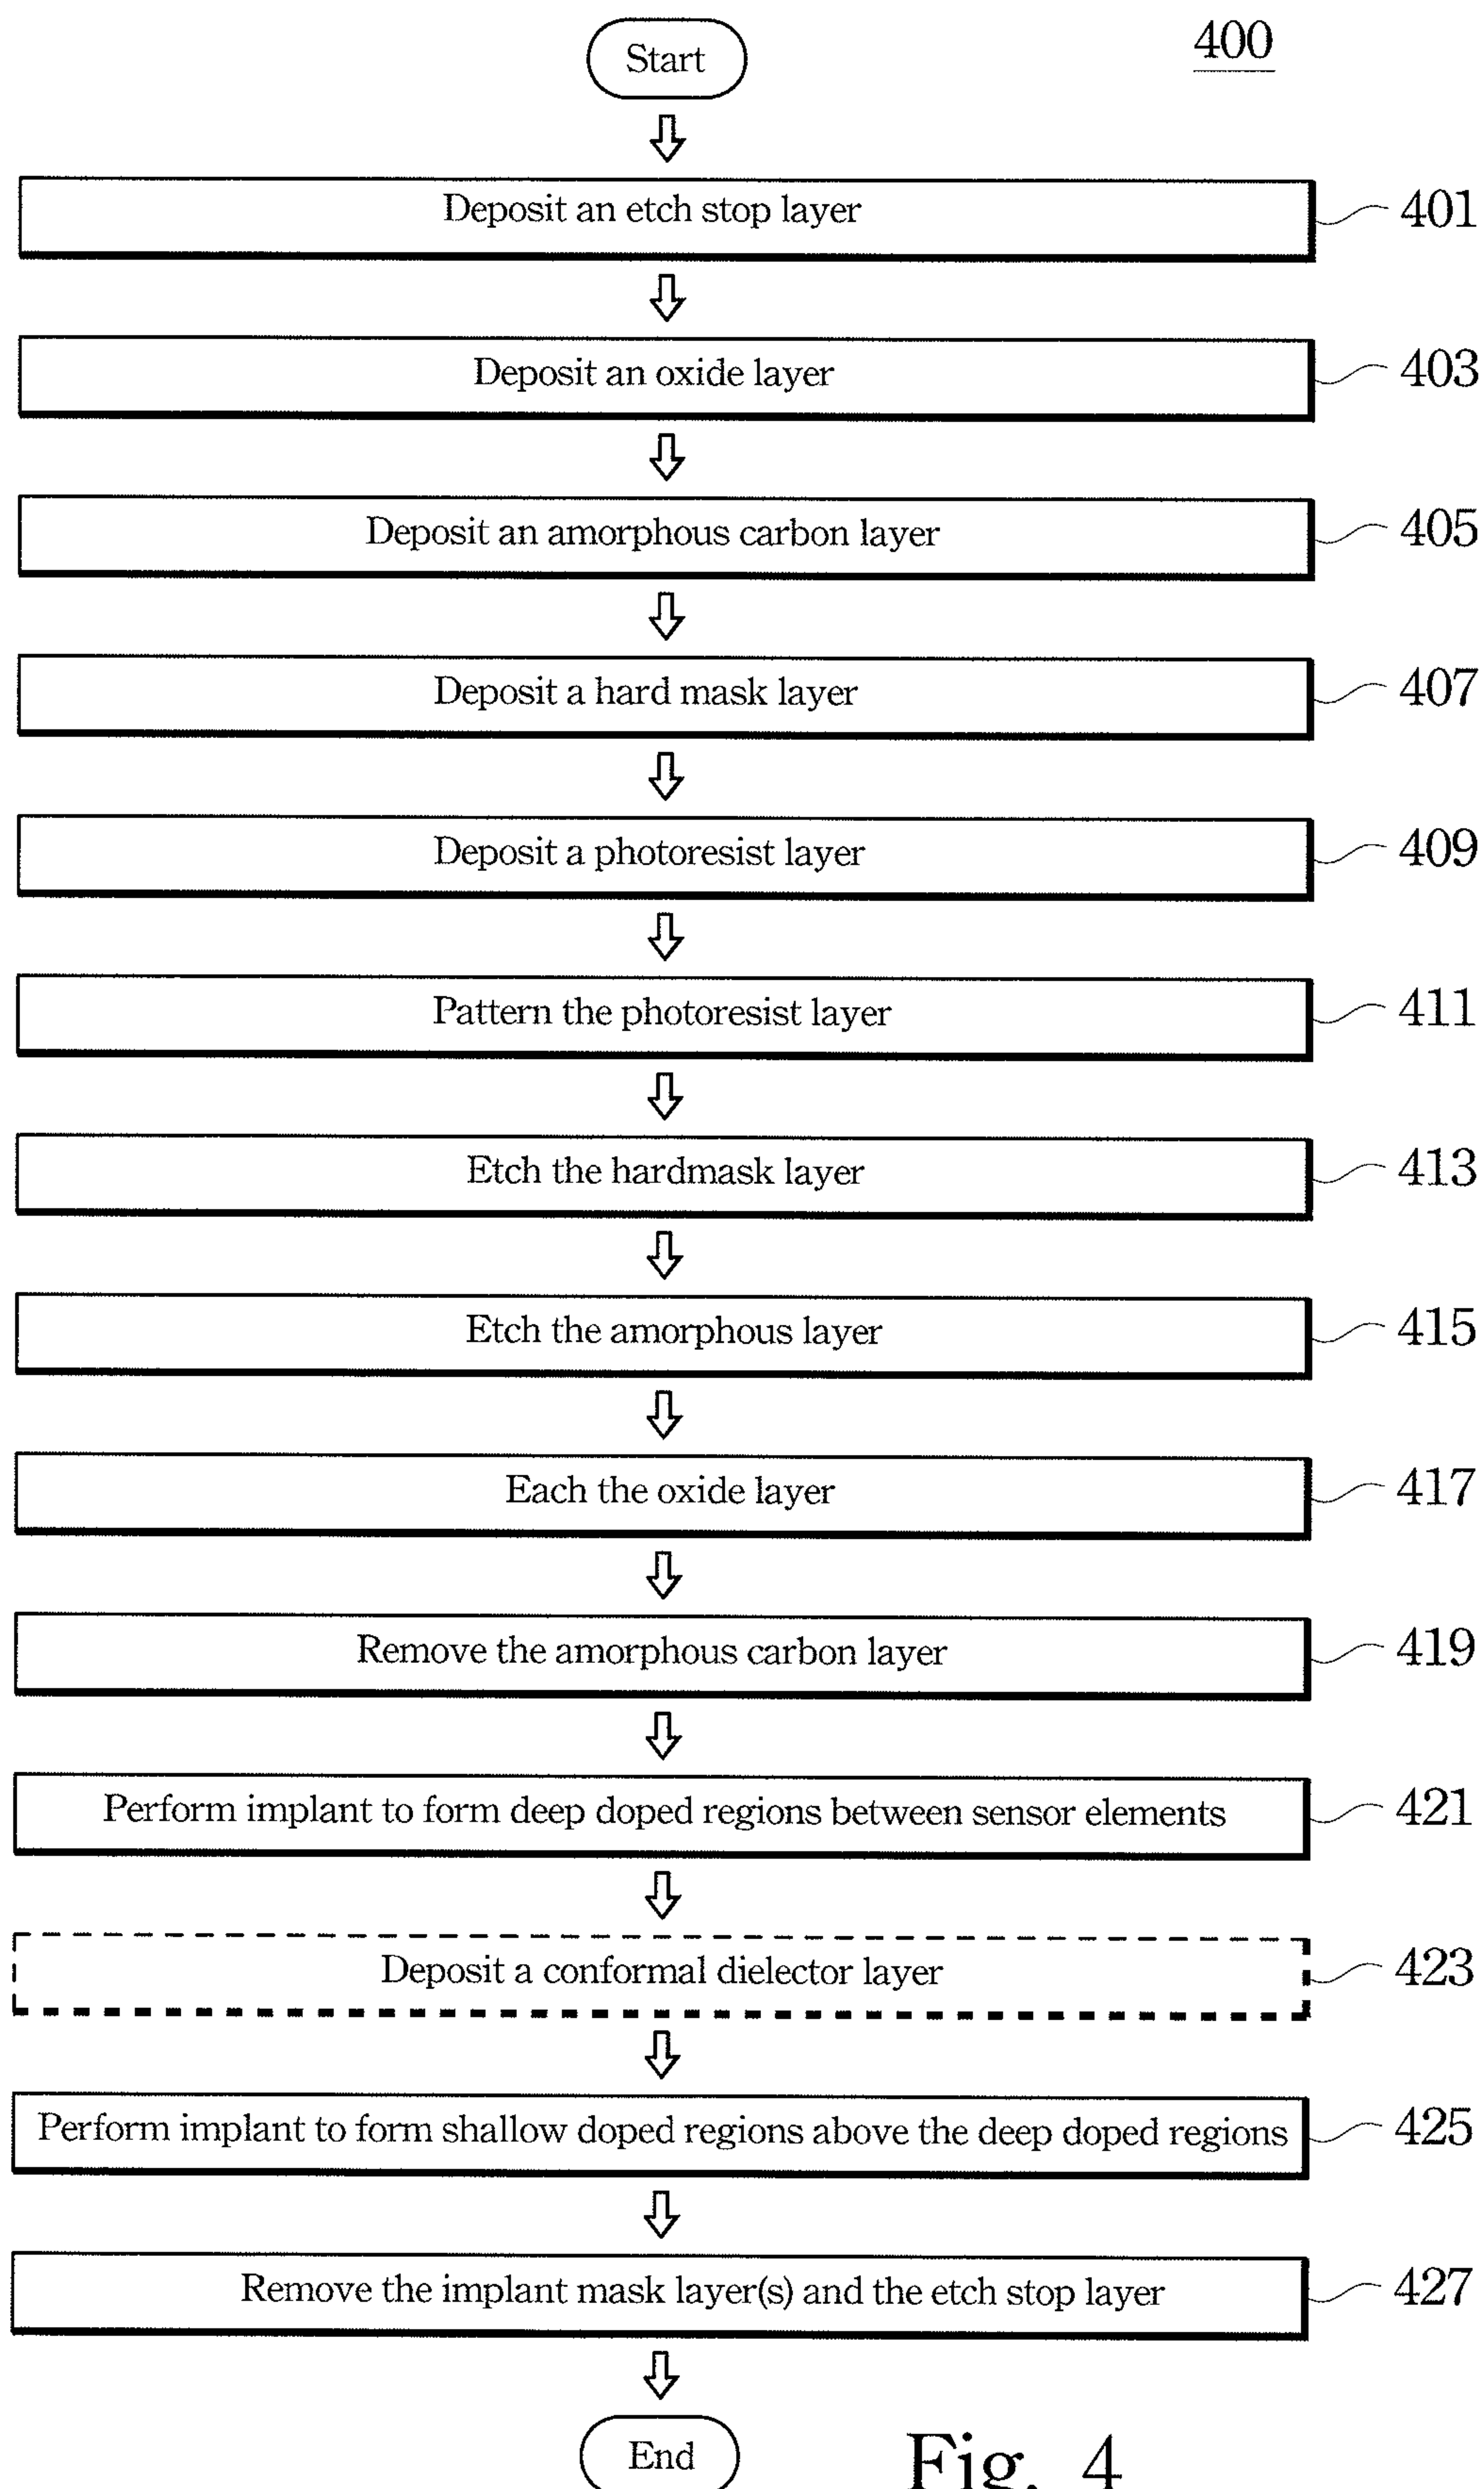 Start
400
Deposit an etch stop layer
401
Deposit an oxide layer
403
Deposit an amorphous carbon layer
405
Deposit a hard mask layer
407
Deposit a photoresist layer
409
Pattern the photoresist layer
411
Etch the hardmask layer
413
Etch the amorphous layer
415
Each the oxide layer
417
Remove the amorphous carbon layer
419
Perform implant to form deep doped regions between sensor elements
421
Deposit a conformal dielector layer
423
Perform implant to form shallow doped regions above the deep doped regions
425
Remove the implant mask layer(s) and the etch stop layer
427
End
Fig. 4